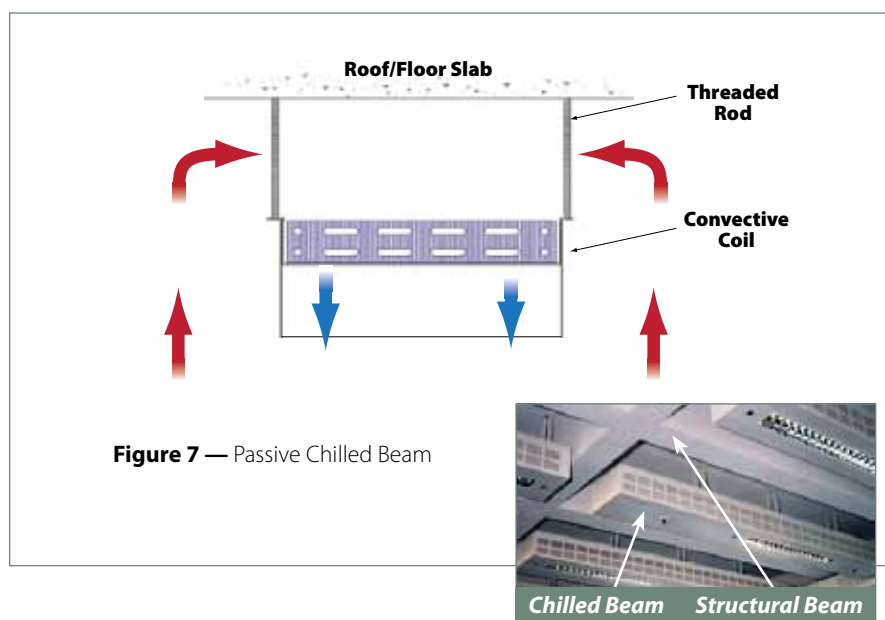 Roof/Floor Slab
Threaded
Rod
Convective
Coil
Figure 7 — Passive Chilled Beam
Chilled Beam Structural Beam